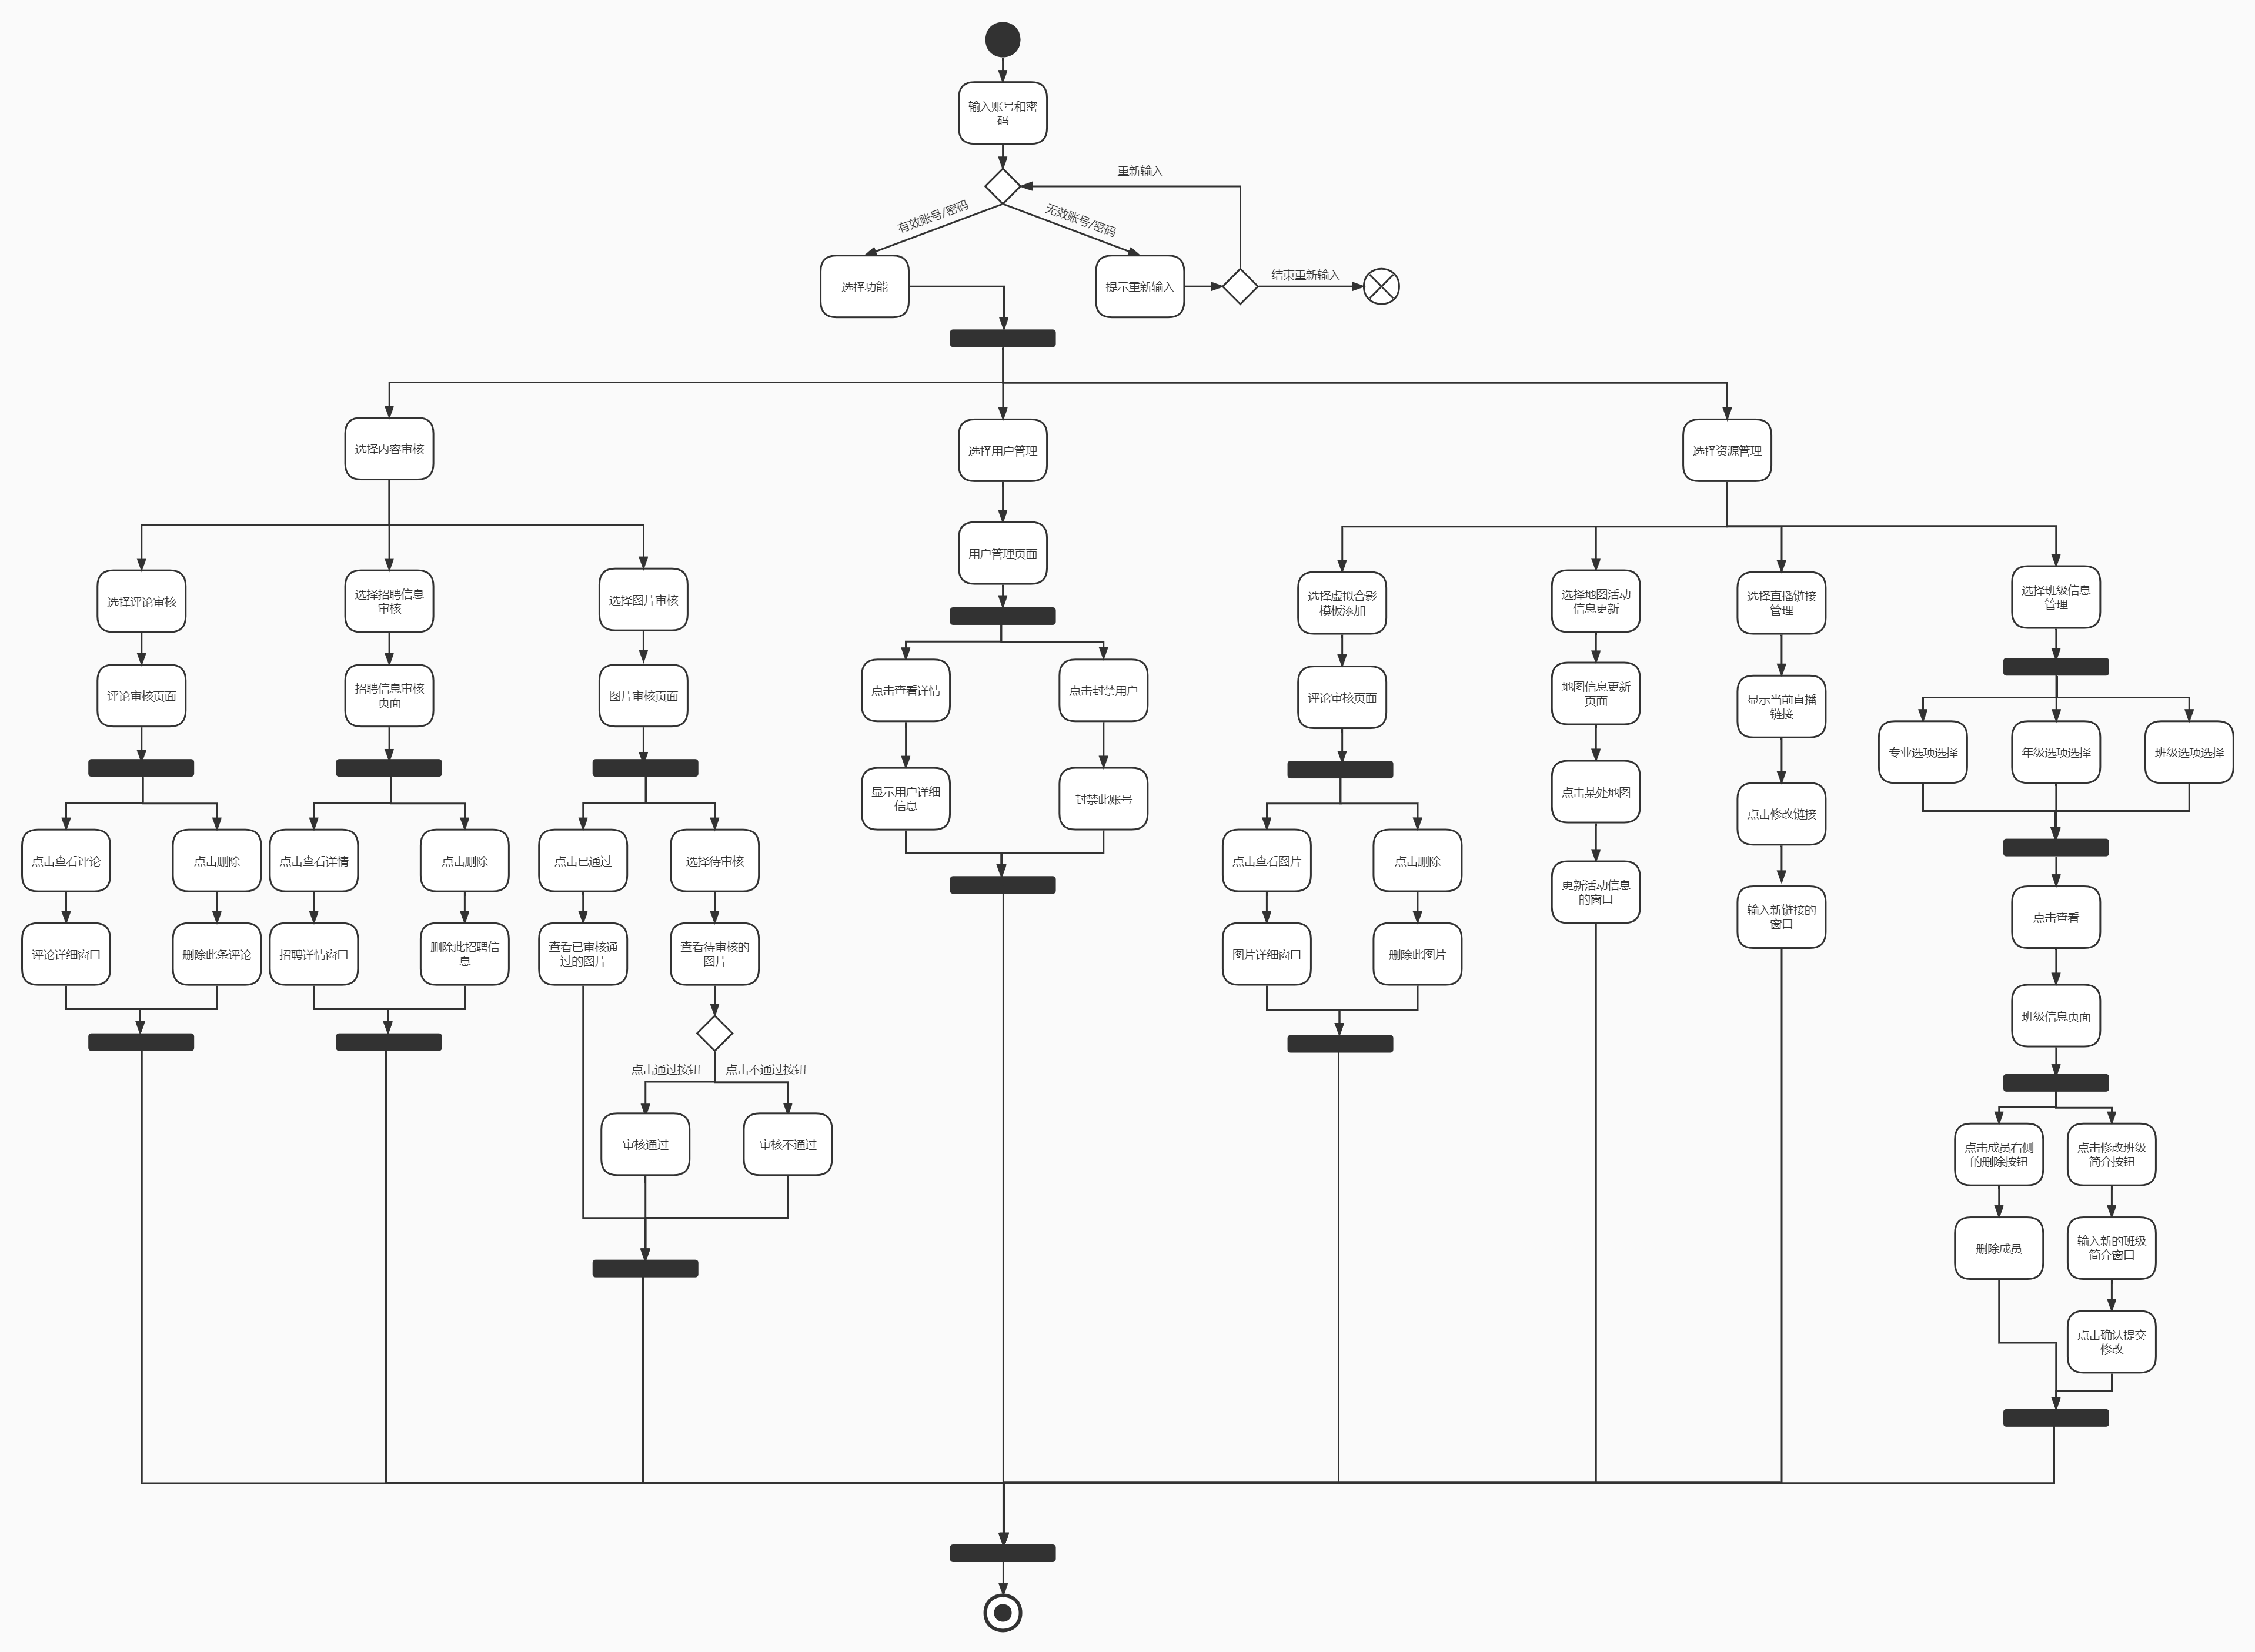 输入账号和密
码
重新输入
有效账号/密码
无效账号/密码
选择功能
提示重新输入
结束重新输入
选择内容审核
选择用户管理
选择资源管理
用户管理页面
选择评论审核
选择招聘信息
审核
选择图片审核
选择虚拟合影
模板添加
选择地图活动
信息更新
选择直播链接
管理
选择班级信息
管理
评论审核页面
招聘信息审核
页面
图片审核页面
点击查看详情
点击封禁用户
评论审核页面
地图信息更新
页面
显示当前直播
链接
专业选项选择
年级选项选择
班级选项选择
显示用户详细
信息
封禁此账号
点击某处地图
点击修改链接
点击查看评论
点击删除
点击查看详情
点击删除
点击已通过
选择待审核
点击查看图片
点击删除
更新活动信息
的窗口
输入新链接的
窗口
点击查看
评论详细窗口
删除此条评论
招聘详情窗口
删除此招聘信
息
查看已审核通
过的图片
查看待审核的
图片
图片详细窗口
删除此图片
班级信息页面
点击通过按钮
点击不通过按钮
审核通过
审核不通过
点击成员右侧
的删除按钮
点击修改班级
简介按钮
删除成员
输入新的班级
简介窗口
点击确认提交
修改